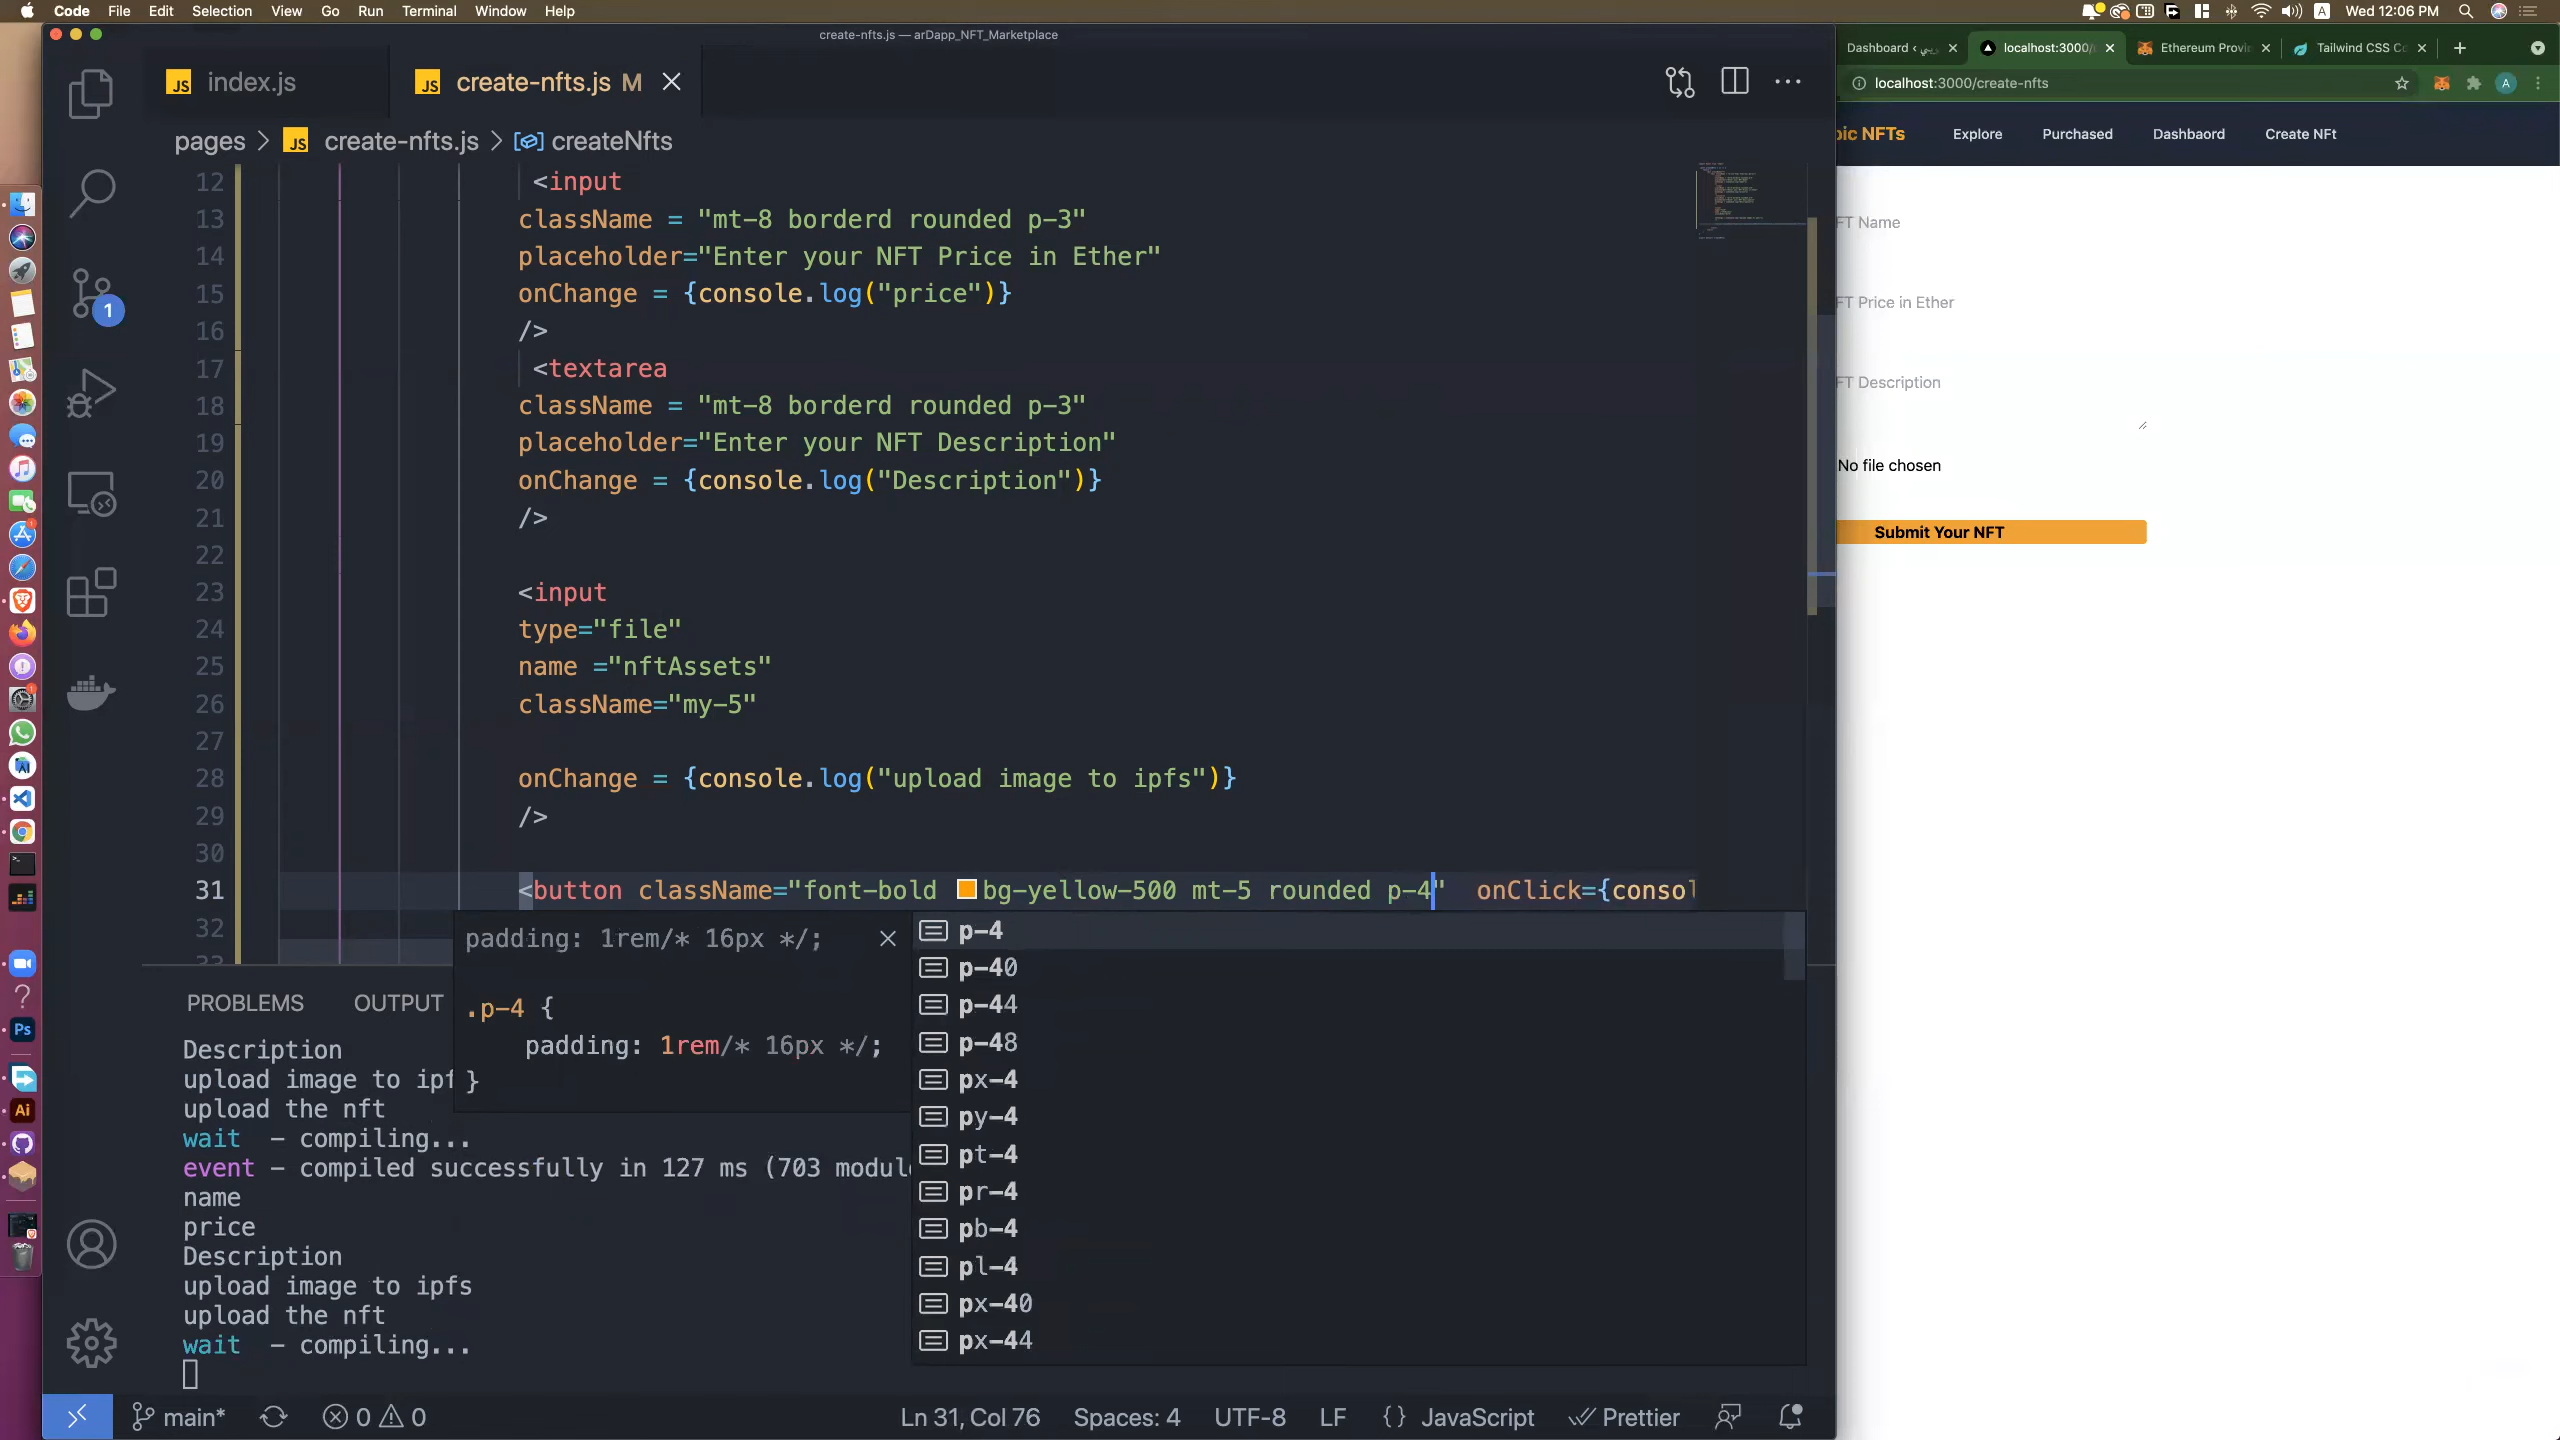 Code File Edit Selection View Go Run Terminal Window Help
A Wed 12:06 PM
create-nfts.js — arDapp_NFT_Marketplace
index.js
create-nfts.js M
pages > create-nfts.js > createNfts
12 <input
13 className = "mt-8 borderd rounded p-3"
14 placeholder="Enter your NFT Price in Ether"
15 onChange = {console.log("price")}
16 />
17 <textarea
18 className = "mt-8 borderd rounded p-3"
19 placeholder="Enter your NFT Description"
20 onChange = {console.log("Description")}
21 />
22
23 <input
24 type="file"
25 name ="nftAssets"
26 className="my-5"
27
28 onChange = {console.log("upload image to ipfs")}
29 />
30
31 <button className="font-bold bg-yellow-500 mt-5 rounded p-4" onClick={consol
32
33
1
padding: 1rem/* 16px */;
.p-4 {
padding: 1rem/* 16px */;
}
p-4
p-40
p-44
p-48
px-4
py-4
pt-4
pr-4
pb-4
pl-4
px-40
px-44
PROBLEMS OUTPUT
Description
upload image to ipf
upload the nft
wait - compiling...
event - compiled successfully in 127 ms (703 modul
name
price
Description
upload image to ipfs
upload the nft
wait - compiling...
main* 0 0 Ln 31, Col 76 Spaces: 4 UTF-8 LF {} JavaScript Prettier
Dashboard ‹
localhost:3000/
Ethereum Provi
Tailwind CSS Co
localhost:3000/create-nfts
A
bic NFTs Explore Purchased Dashbaord Create NFt
FT Name
FT Price in Ether
FT Description
No file chosen
Submit Your NFT
Ps
Ai